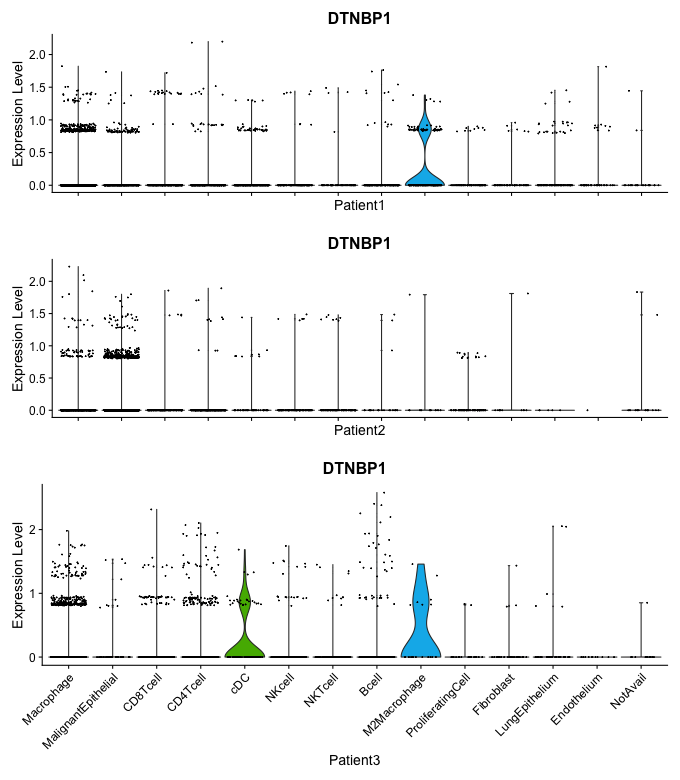 DTNBP1
Expression Level
2.0
1.5
1.0
0.5
0.0
Patient1
DTNBP1
Expression Level
2.0
1.5
1.0
0.5
0.0
Patient2
DTNBP1
Expression Level
2
1
0
Macrophage
MalignantEpithelial
CD8Tcell
CD4Tcell
cDC
NKcell
NKTcell
Bcell
M2Macrophage
ProliferatingCell
Fibroblast
LungEpithelium
Endothelium
NotAvail
Patient3